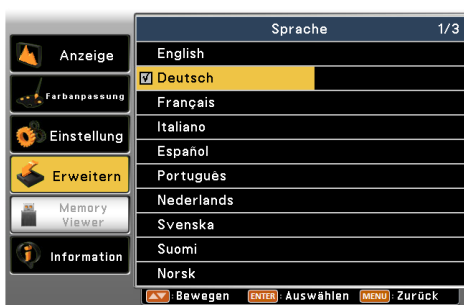 Sprache 1/3
Anzeige
Farbanpassung
Einstellung
Erweitern
Memory
Viewer
Information
English
Deutsch
Français
Italiano
Español
Português
Nederlands
Svenska
Suomi
Norsk
▲▼ : Bewegen ENTER : Auswählen MENU : Zurück